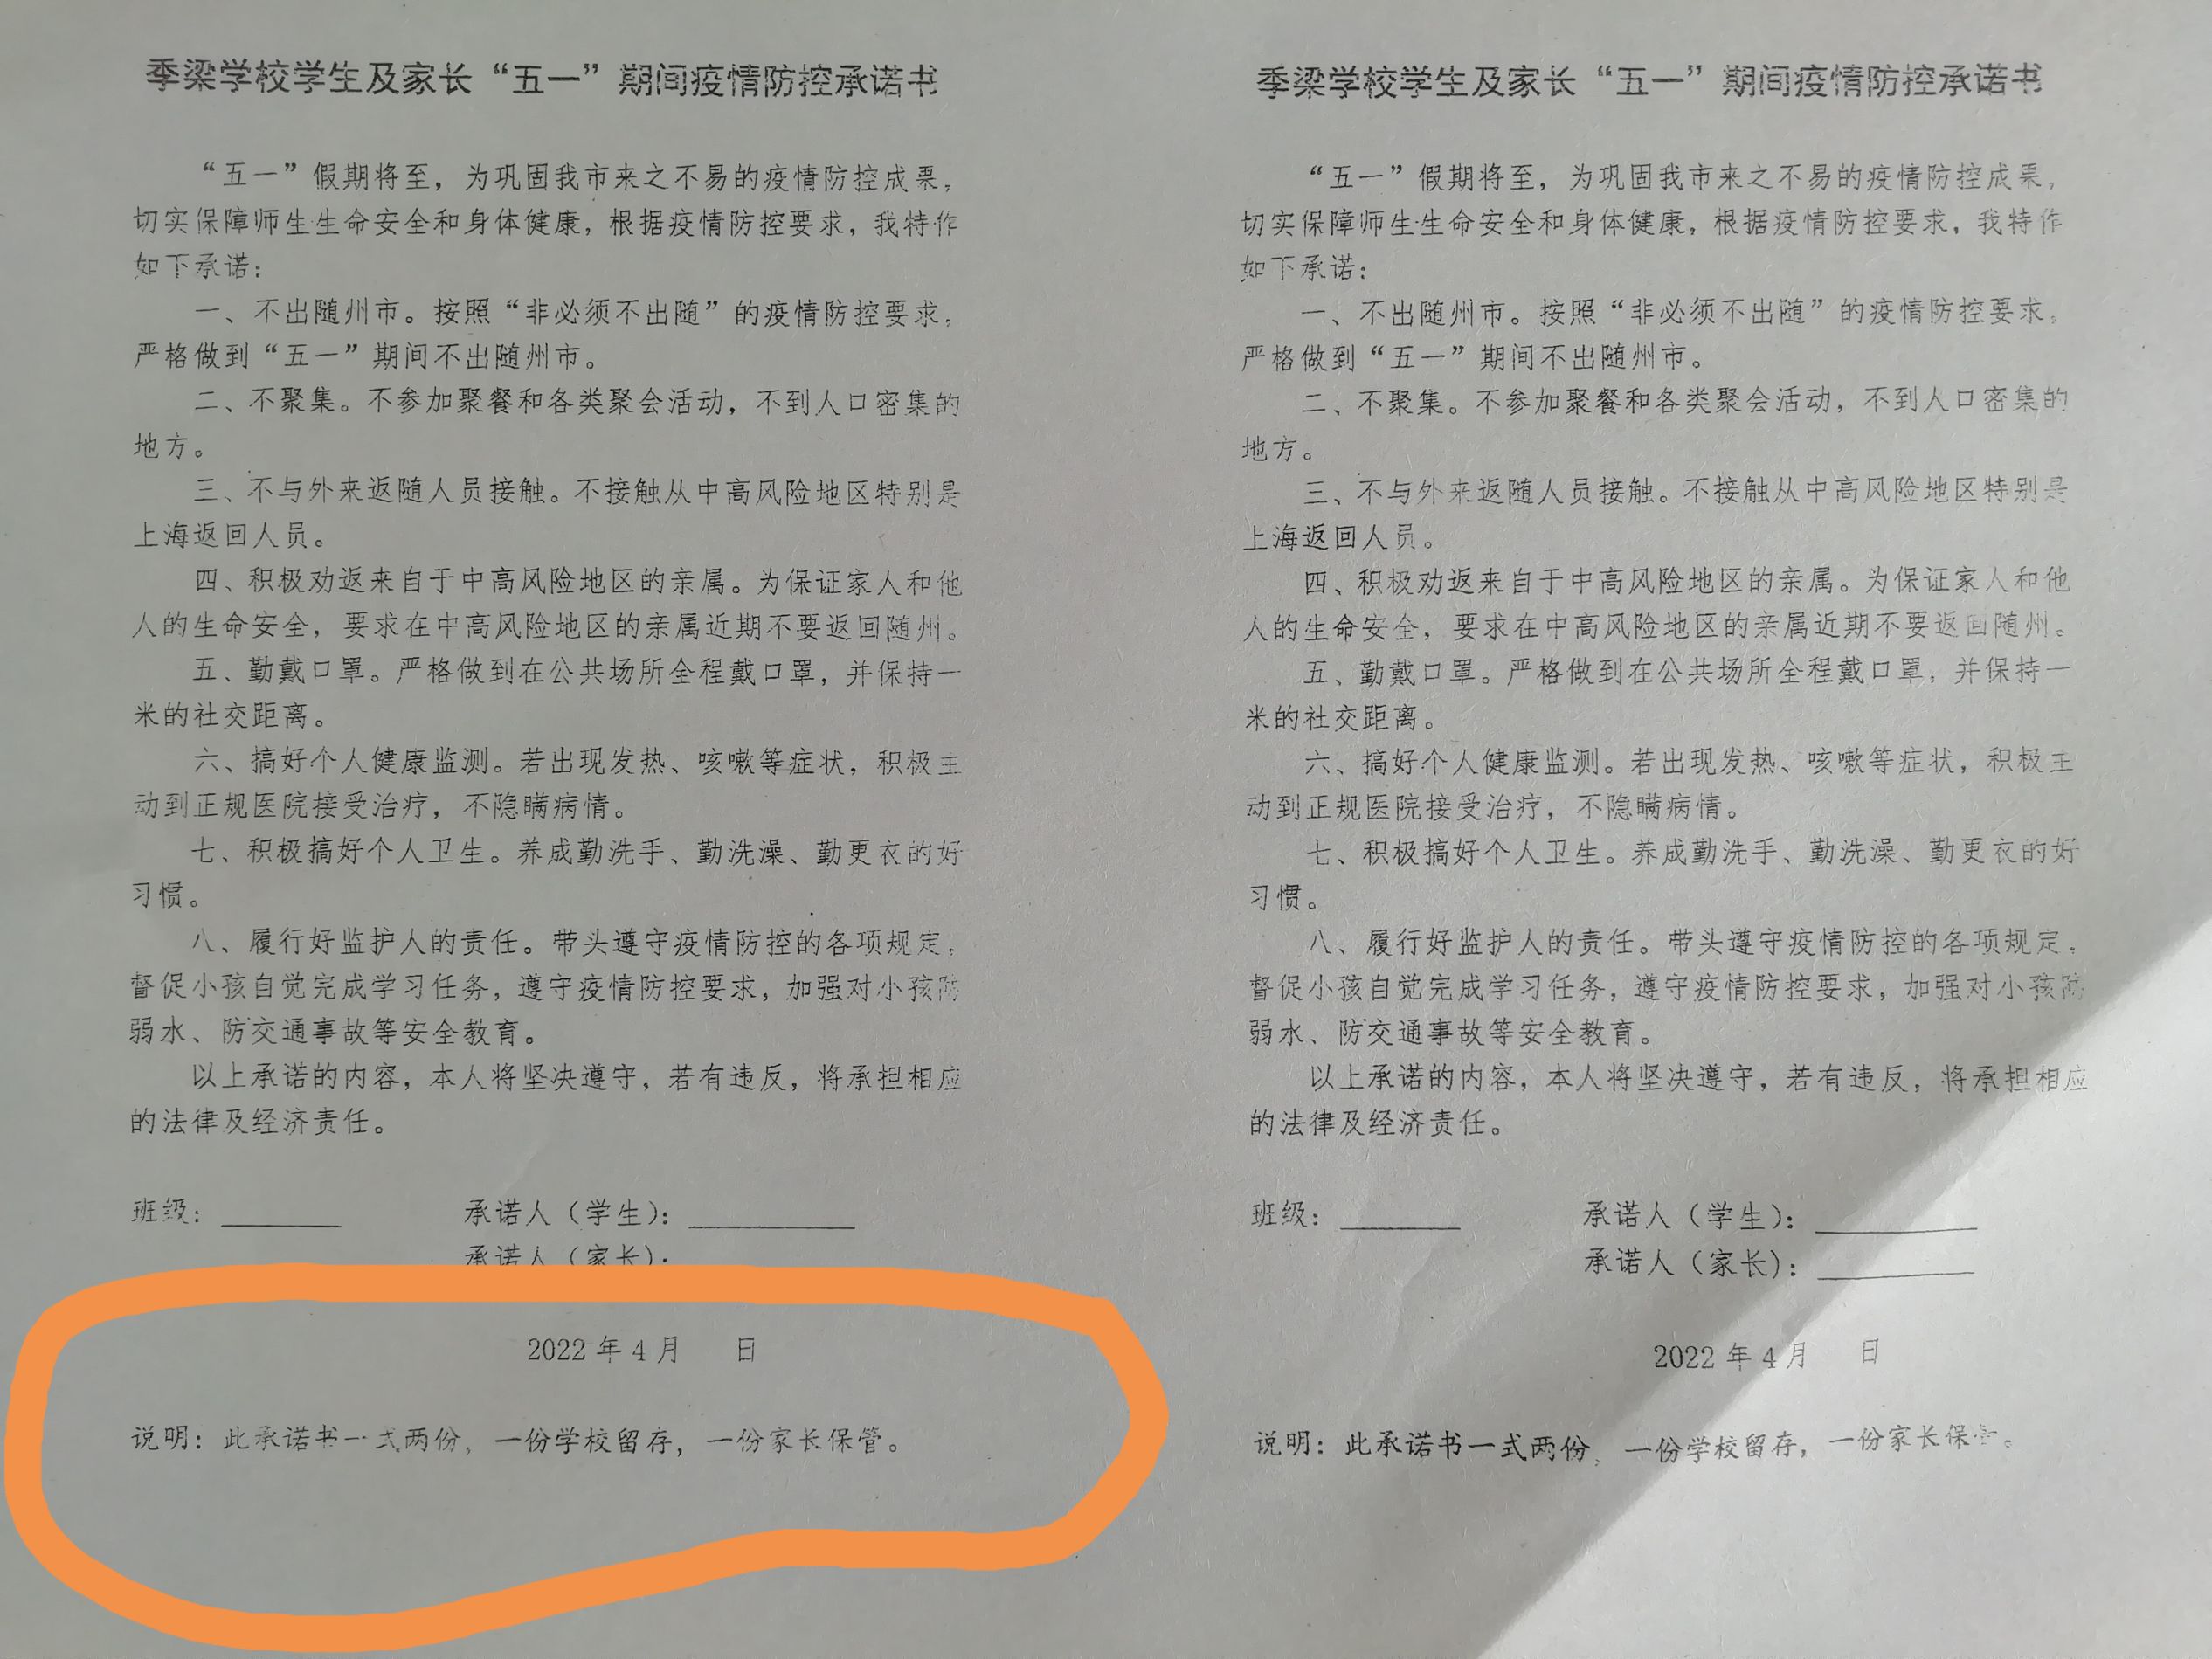 季梁学校学生及家长“五一”期间疫情防控承诺书
“五一”假期将至，为巩固我市来之不易的疫情防控成果，
切实保障师生生命安全和身体健康，根据疫情防控要求，我特作
如下承诺：
一、不出随州市。按照“非必须不出随”的疫情防控要求，
严格做到“五一”期间不出随州市。
二、不聚集。不参加聚餐和各类聚会活动，不到人口密集的
地方。
三、不与外来返随人员接触。不接触从中高风险地区特别是
上海返回人员。
四、积极劝返来自于中高风险地区的亲属。为保证家人和他
人的生命安全，要求在中高风险地区的亲属近期不要返回随州。
五、勤戴口罩。严格做到在公共场所全程戴口罩，并保持一
米的社交距离。
六、搞好个人健康监测。若出现发热、咳嗽等症状，积极主
动到正规医院接受治疗，不隐瞒病情。
七、积极搞好个人卫生。养成勤洗手、勤洗澡、勤更衣的好
习惯。
八、履行好监护人的责任。带头遵守疫情防控的各项规定，
督促小孩自觉完成学习任务，遵守疫情防控要求，加强对小孩防
弱水、防交通事故等安全教育。
以上承诺的内容，本人将坚决遵守，若有违反，将承担相应
的法律及经济责任。
班级：________ 承诺人（学生）：___________
承诺人（家长）：
2022年4月 日
说明：此承诺书一式两份，一份学校留存，一份家长保管。
季梁学校学生及家长“五一”期间疫情防控承诺书
“五一”假期将至，为巩固我市来之不易的疫情防控成果，
切实保障师生生命安全和身体健康，根据疫情防控要求，我特作
如下承诺：
一、不出随州市。按照“非必须不出随”的疫情防控要求，
严格做到“五一”期间不出随州市。
二、不聚集。不参加聚餐和各类聚会活动，不到人口密集的
地方。
三、不与外来返随人员接触。不接触从中高风险地区特别是
上海返回人员。
四、积极劝返来自于中高风险地区的亲属。为保证家人和他
人的生命安全，要求在中高风险地区的亲属近期不要返回随州。
五、勤戴口罩。严格做到在公共场所全程戴口罩，并保持一
米的社交距离。
六、搞好个人健康监测。若出现发热、咳嗽等症状，积极主
动到正规医院接受治疗，不隐瞒病情。
七、积极搞好个人卫生。养成勤洗手、勤洗澡、勤更衣的好
习惯。
八、履行好监护人的责任。带头遵守疫情防控的各项规定，
督促小孩自觉完成学习任务，遵守疫情防控要求，加强对小孩防
弱水、防交通事故等安全教育。
以上承诺的内容，本人将坚决遵守，若有违反，将承担相应
的法律及经济责任。
班级：________ 承诺人（学生）：___________
承诺人（家长）：___________
2022年4月 日
说明：此承诺书一式两份，一份学校留存，一份家长保管。